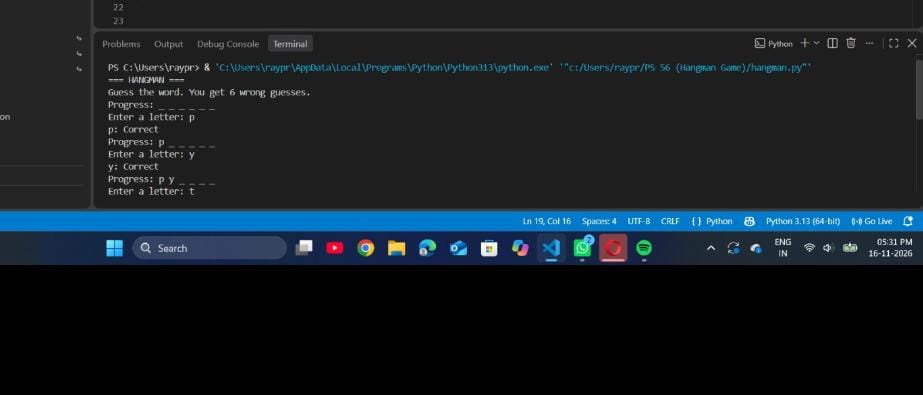 22
23
Problems Output Debug Console Terminal Python
PS C:\Users\raypr> & 'C:\Users\raypr\AppData\Local\Programs\Python\Python313\python.exe' '"c:/Users/raypr/PS 56 (Hangman Game)/hangman.py"'
=== HANGMAN ===
Guess the word. You get 6 wrong guesses.
Progress: _ _ _ _ _ _
on
Enter a letter: p
p: Correct
Progress: p _ _ _ _ _
Enter a letter: y
y: Correct
Progress: p y _ _ _ _
Enter a letter: t
Ln 19, Col 16 Spaces: 4 UTF-8 CRLF {} Python Python 3.13 (64-bit) Go Live
Search 2 ENG IN 05:31 PM
16-11-2026